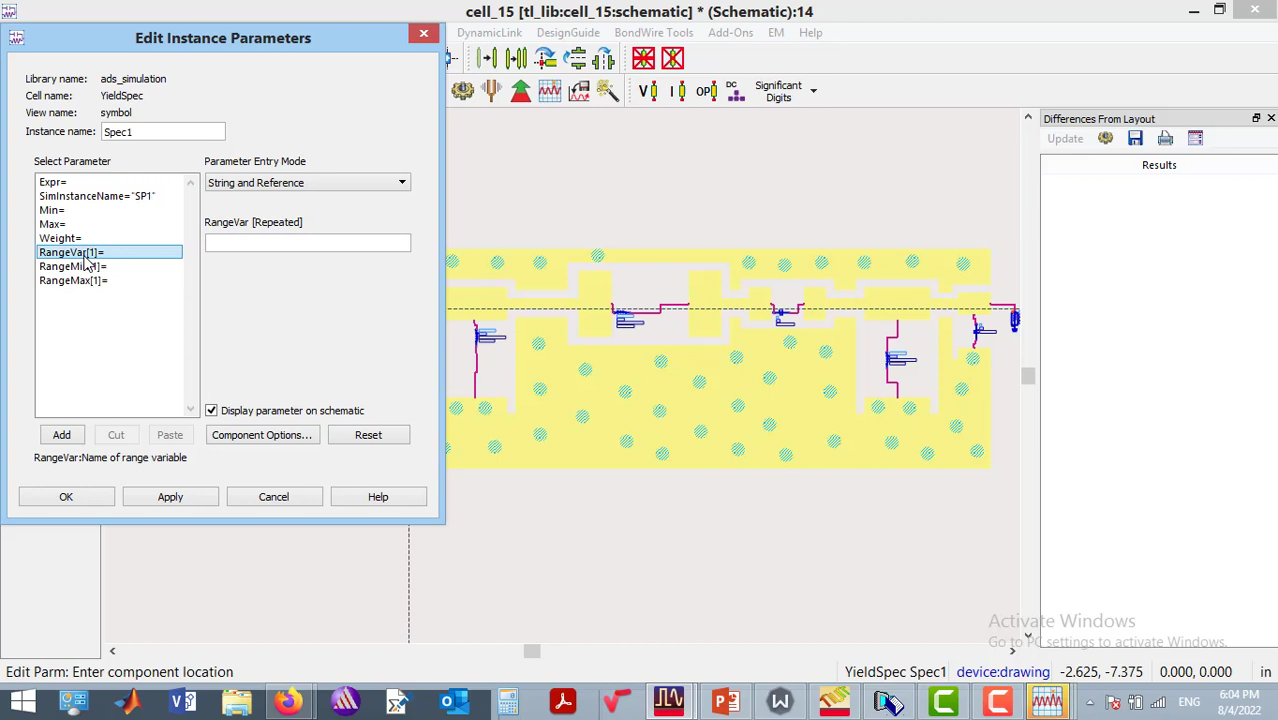 cell_15 [tl_lib:cell_15:schematic] * (Schematic):14
Edit Instance Parameters
DynamicLink DesignGuide BondWire Tools Add-Ons EM Help
Library name: ads_simulation
Cell name: YieldSpec
View name: symbol
Instance name: Spec1
V I OPI DC Significant Digits
Differences From Layout
Update
Results
Select Parameter
Parameter Entry Mode
Expr=
SimInstanceName="SP1"
Min=
Max=
Weight=
RangeVar[1]=
RangeMin[1]=
RangeMax[1]=
String and Reference
RangeVar [Repeated]
Display parameter on schematic
Add Cut Paste Component Options... Reset
RangeVar:Name of range variable
OK Apply Cancel Help
Activate Windows
Go to PC settings to activate Windows.
Edit Parm: Enter component location
YieldSpec Spec1 device:drawing -2.625, -7.375 0.000, 0.000 in
ENG
6:04 PM
8/4/2022